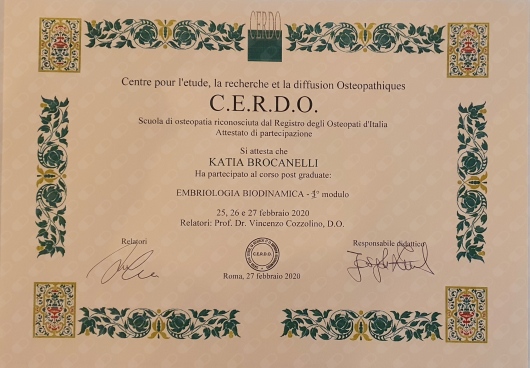 CERDO
Centre pour l'etude, la recherche et la diffusion Osteopathiques
C.E.R.D.O.
Scuola di osteopatia riconosciuta dal Registro degli Osteopati d'Italia
Attestato di partecipazione
Si attesta che
KATIA BROCANELLI
Ha partecipato al corso post graduate:
EMBRIOLOGIA BIODINAMICA - 1° modulo
25, 26 e 27 febbraio 2020
Relatori: Prof. Dr. Vincenzo Cozzolino, D.O.
Relatori
Responsabile didattico
C.E.R.D.O.
Roma, 27 febbraio 2020